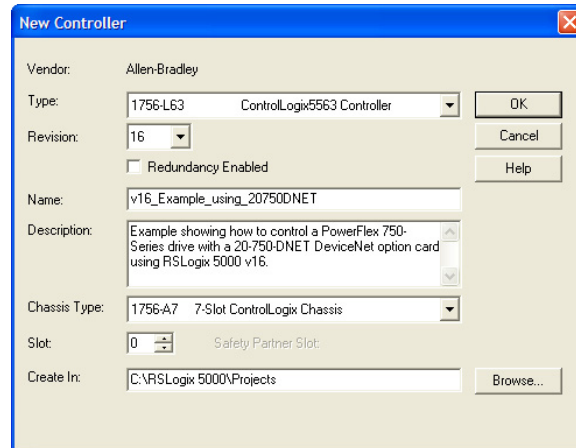 New Controller
Vendor: Allen-Bradley
Type: 1756-L63 ControlLogix5563 Controller
OK
Revision: 16
Cancel
Redundancy Enabled
Help
Name: v16_Example_using_20750DNET
Description: Example showing how to control a PowerFlex 750-
Series drive with a 20-750-DNET DeviceNet option card
using RSLogix 5000 v16.
Chassis Type: 1756-A7 7-Slot ControlLogix Chassis
Slot: 0 Safety Partner Slot:
Create In: C:\RSLogix 5000\Projects
Browse...